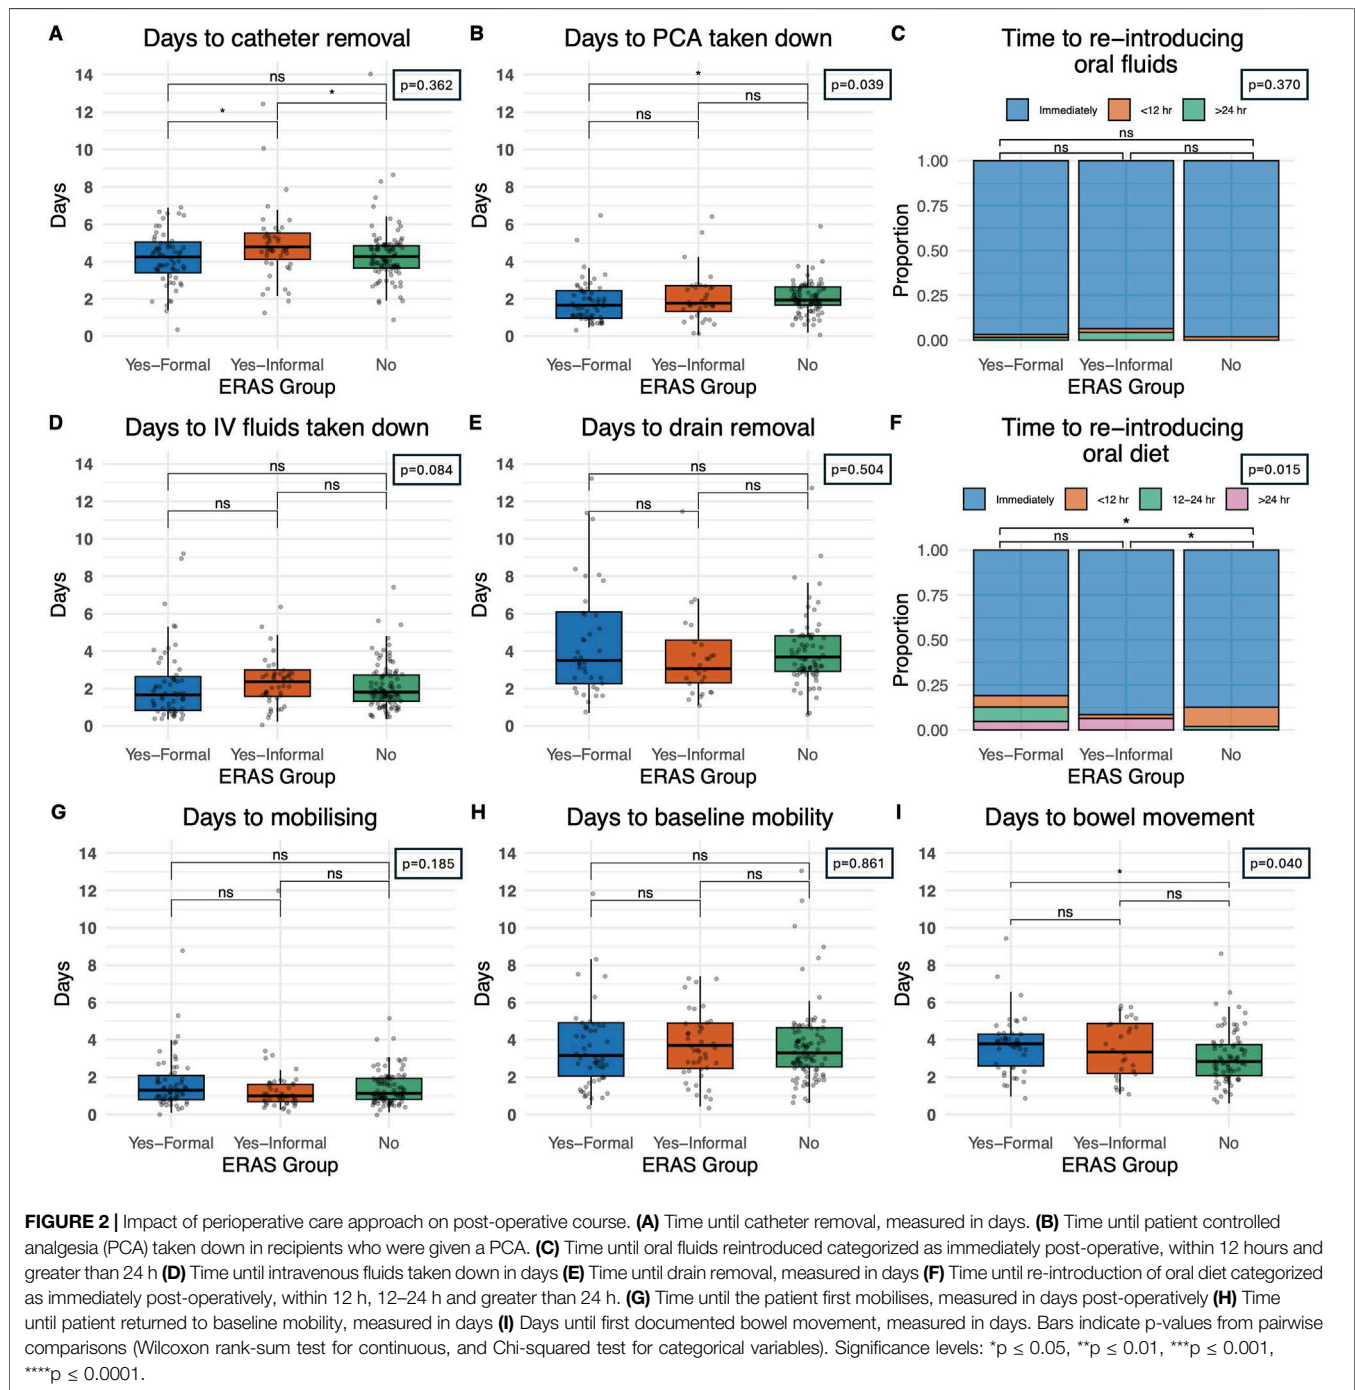 A Days to catheter removal
p=0.362
ns
*
*
14
12
10
8
6
4
2
0
Days
Yes–Formal Yes–Informal No
ERAS Group
B Days to PCA taken down
p=0.039
*
ns
ns
14
12
10
8
6
4
2
0
Days
Yes–Formal Yes–Informal No
ERAS Group
C Time to re–introducing
oral fluids
p=0.370
Immediately <12 hr >24 hr
ns
ns ns
1.00
0.75
0.50
0.25
0.00
Proportion
Yes–Formal Yes–Informal No
ERAS Group
D Days to IV fluids taken down
p=0.084
ns
ns
ns
14
12
10
8
6
4
2
0
Days
Yes–Formal Yes–Informal No
ERAS Group
E Days to drain removal
p=0.504
ns
ns
ns
14
12
10
8
6
4
2
0
Days
Yes–Formal Yes–Informal No
ERAS Group
F Time to re–introducing
oral diet
p=0.015
Immediately <12 hr 12–24 hr >24 hr
*
ns *
1.00
0.75
0.50
0.25
0.00
Proportion
Yes–Formal Yes–Informal No
ERAS Group
G Days to mobilising
p=0.185
ns
ns
ns
14
12
10
8
6
4
2
0
Days
Yes–Formal Yes–Informal No
ERAS Group
H Days to baseline mobility
p=0.861
ns
ns
ns
14
12
10
8
6
4
2
0
Days
Yes–Formal Yes–Informal No
ERAS Group
I Days to bowel movement
p=0.040
*
ns
ns
14
12
10
8
6
4
2
0
Days
Yes–Formal Yes–Informal No
ERAS Group
FIGURE 2 | Impact of perioperative care approach on post-operative course. (A) Time until catheter removal, measured in days. (B) Time until patient controlled
analgesia (PCA) taken down in recipients who were given a PCA. (C) Time until oral fluids reintroduced categorized as immediately post-operative, within 12 hours and
greater than 24 h (D) Time until intravenous fluids taken down in days (E) Time until drain removal, measured in days (F) Time until re-introduction of oral diet categorized
as immediately post-operatively, within 12 h, 12–24 h and greater than 24 h. (G) Time until the patient first mobilises, measured in days post-operatively (H) Time
until patient returned to baseline mobility, measured in days (I) Days until first documented bowel movement, measured in days. Bars indicate p-values from pairwise
comparisons (Wilcoxon rank-sum test for continuous, and Chi-squared test for categorical variables). Significance levels: *p ≤ 0.05, **p ≤ 0.01, ***p ≤ 0.001,
****p ≤ 0.0001.